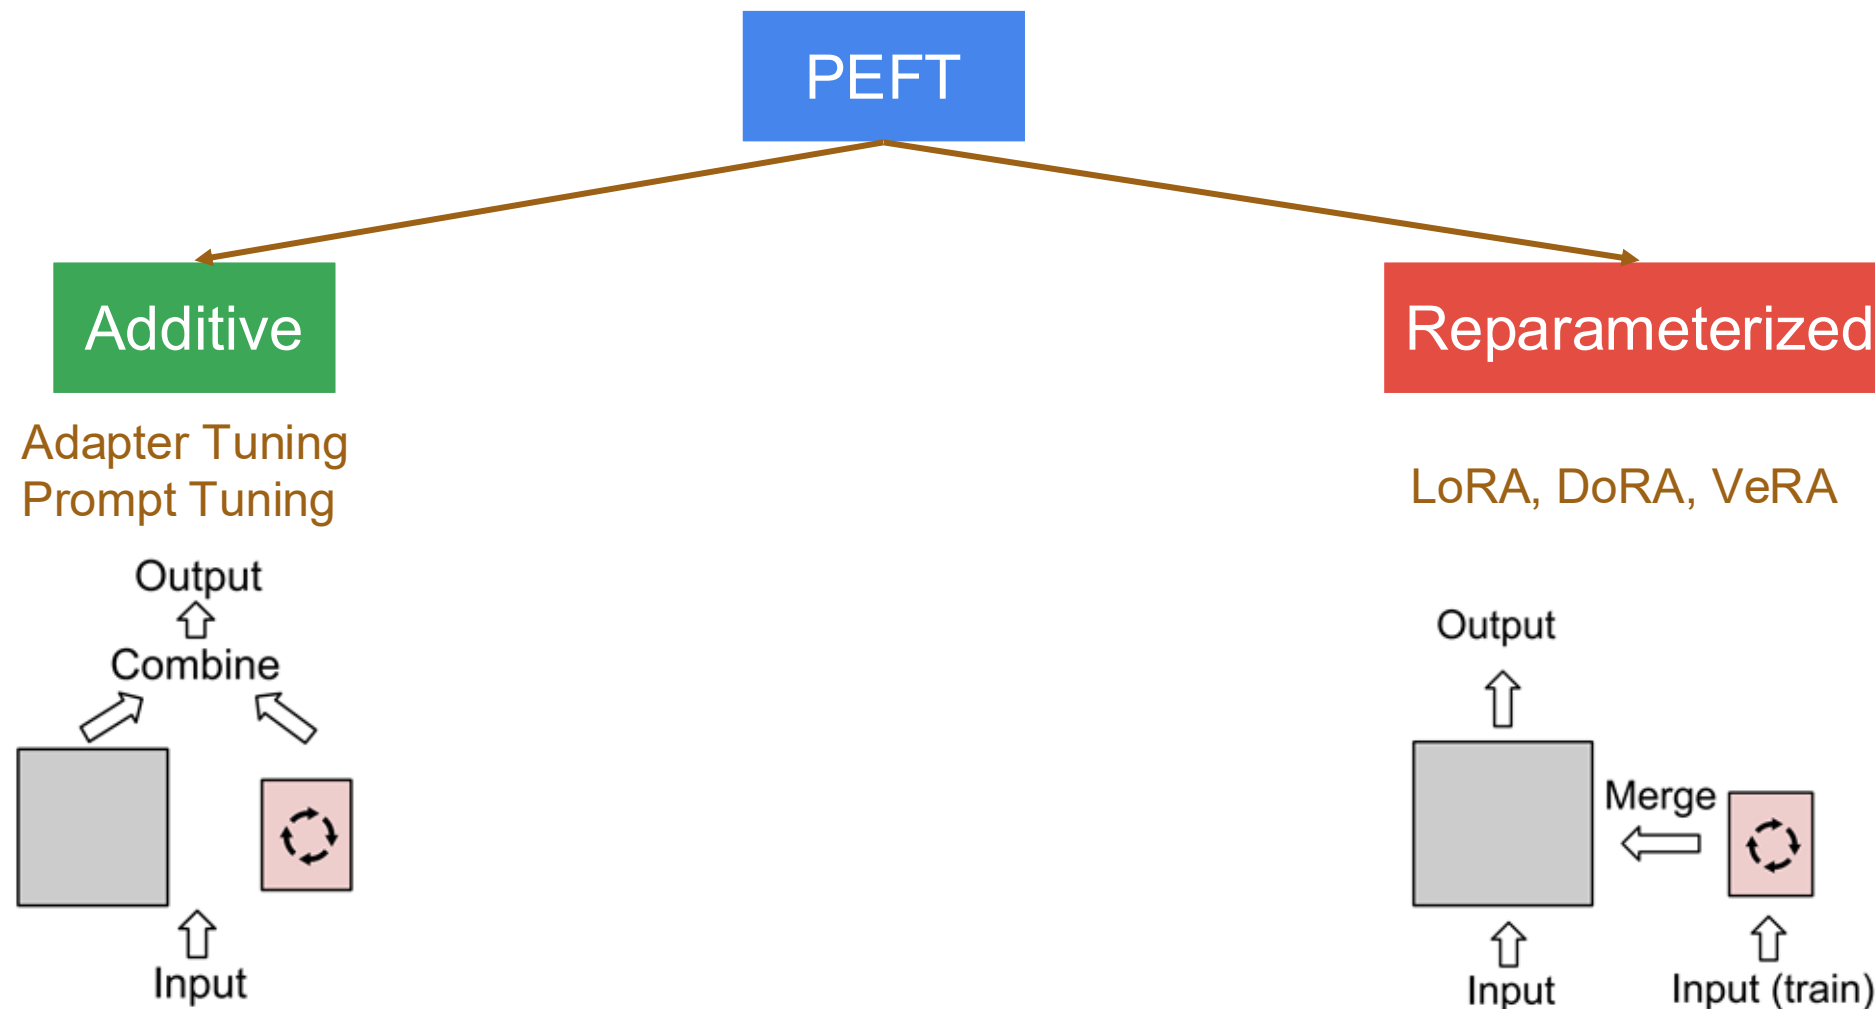 PEFT
Additive
Reparameterized
Adapter Tuning
Prompt Tuning
LoRA, DoRA, VeRA
Output
Combine
Input
Output
Merge
Input
Input (train)